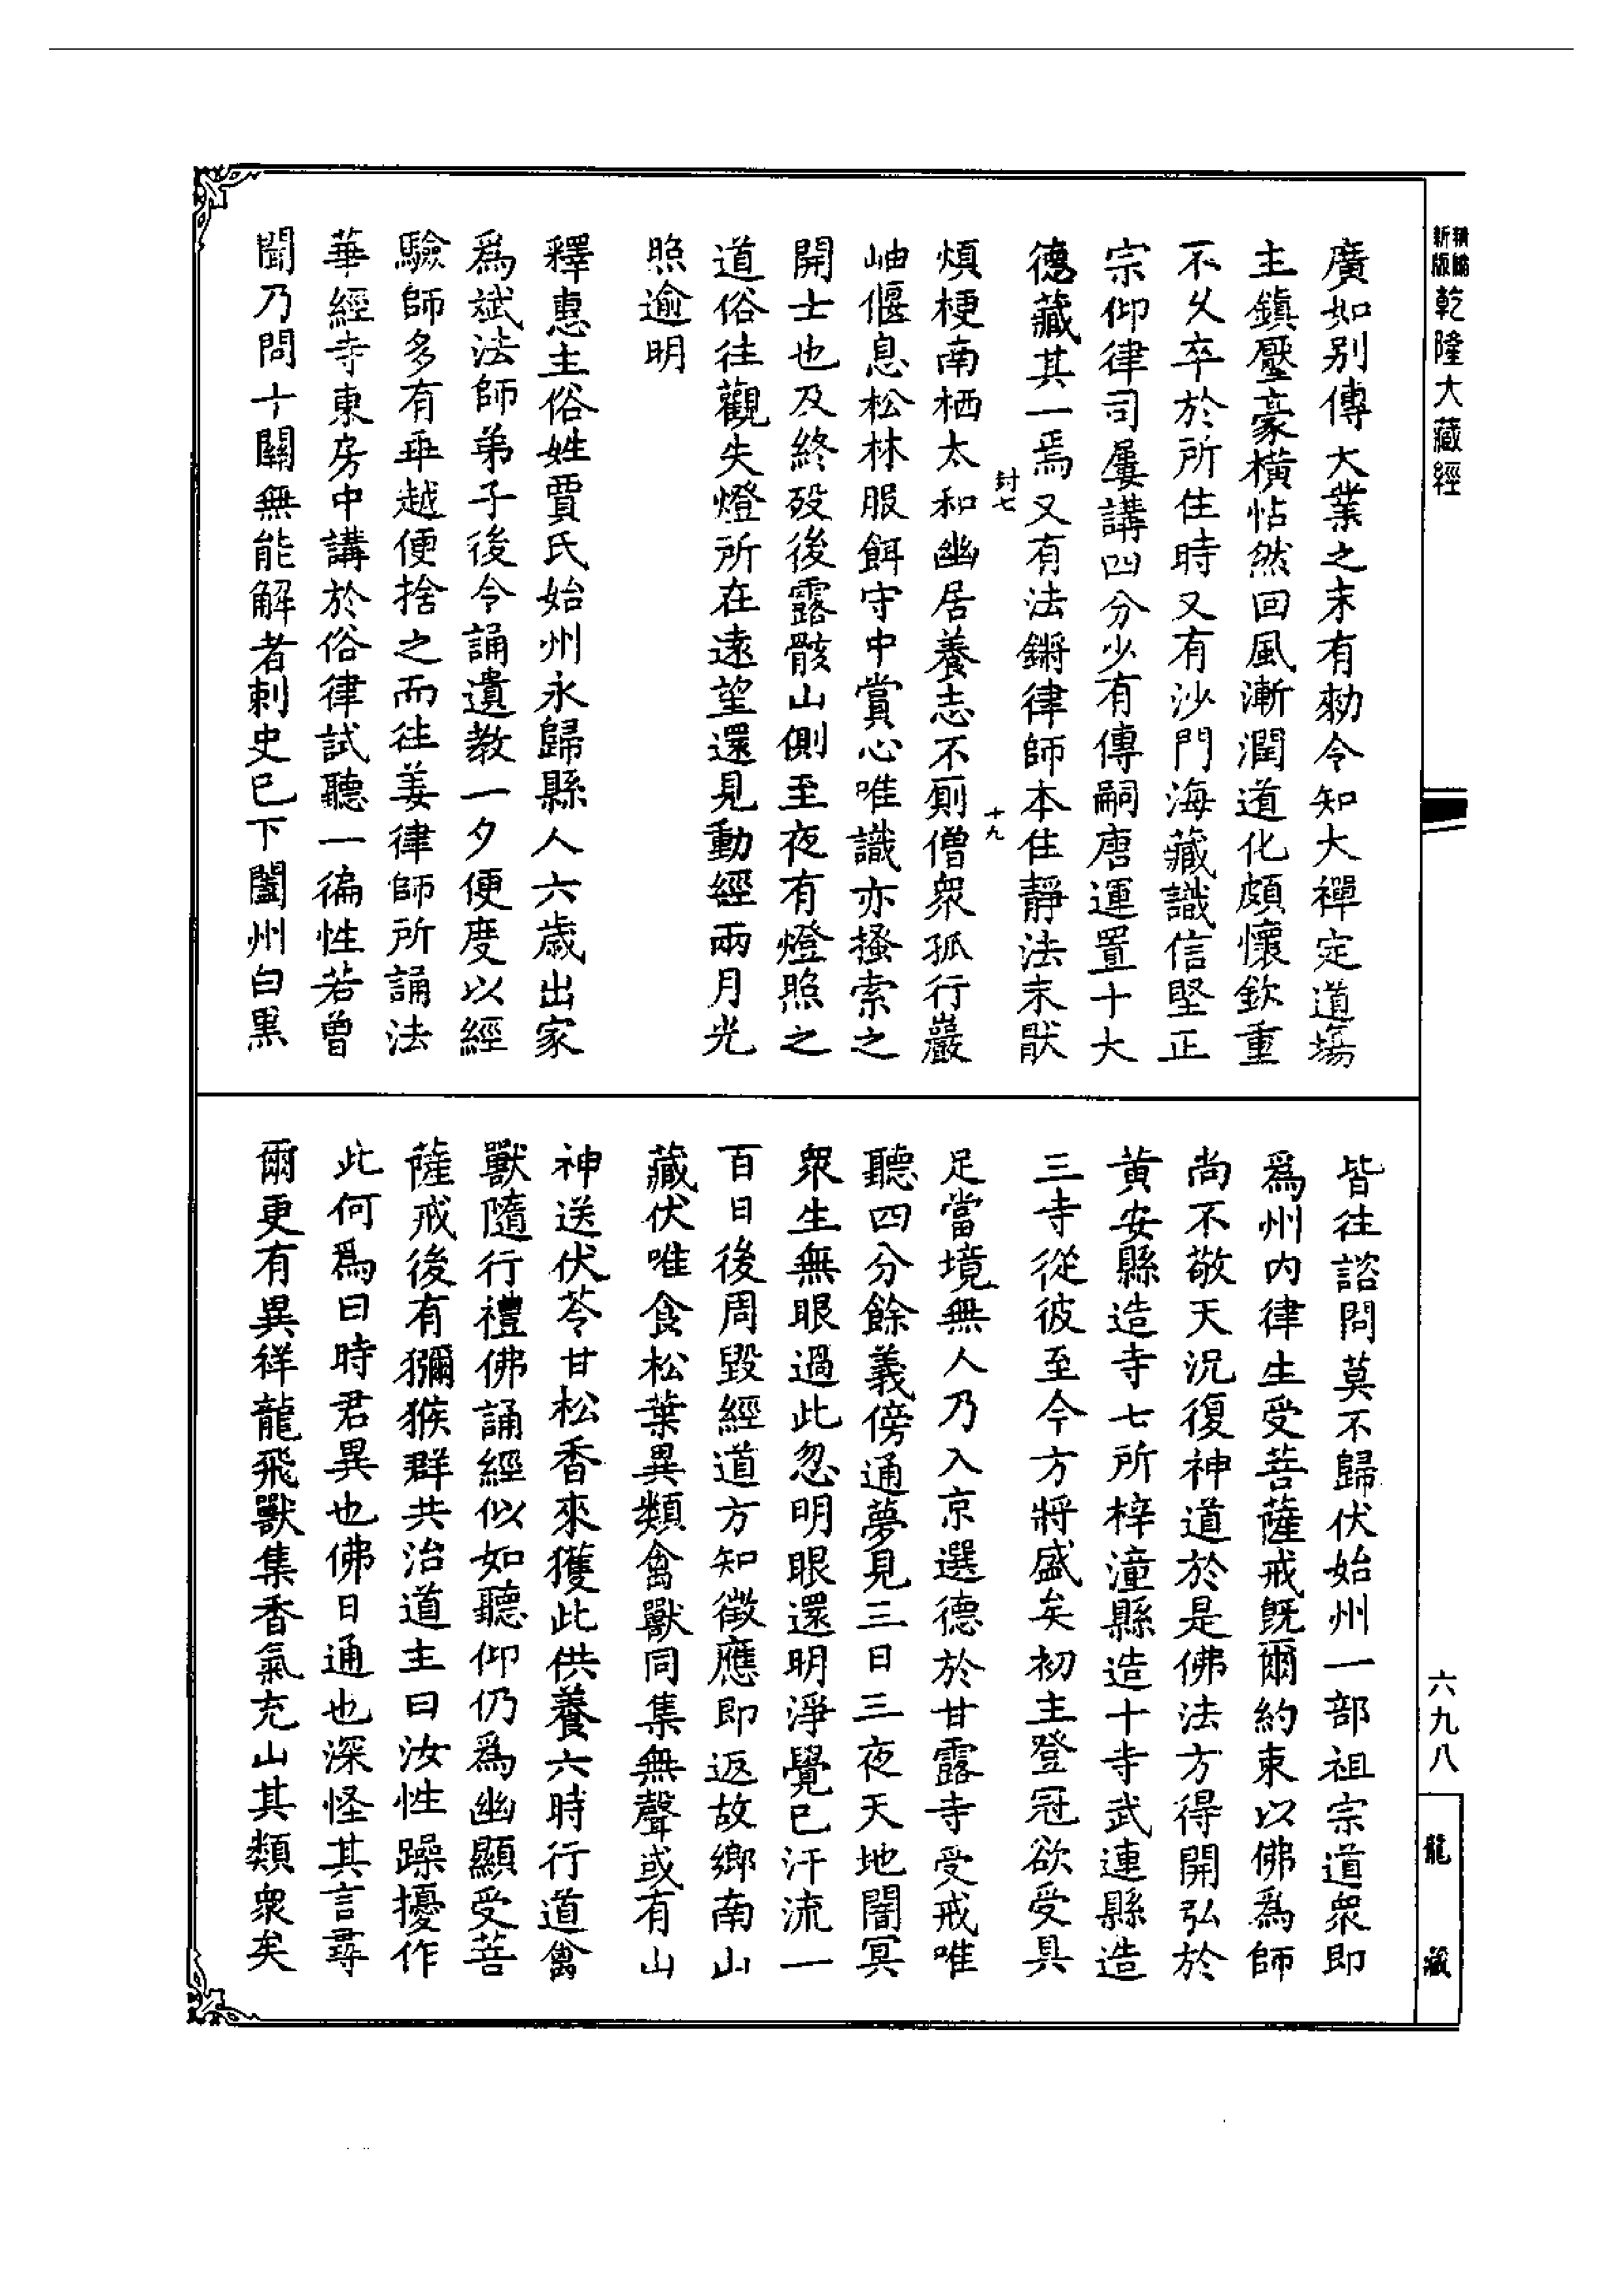 精編
新版
乾隆大藏經
廣如別傳大業之末有勑令知大禪定道場
主鎮壓豪橫怗然回風漸潤道化頗懷欽重
不久卒於所住時又有沙門海藏識信堅正
宗仰律司屢講四分少有傳嗣唐運置十大
德藏其一焉又有法鏘律師本住靜法末猒
封七
十九
煩梗南栖太和幽居養志不廁僧眾孤行巖
岫偃息松林服餌守中賞心唯識亦搔索之
開士也及終歿後露骸山側至夜有燈照之
道俗往觀失燈所在遠望還見動經兩月光
照逾明
釋惠主俗姓賈氏始州永歸縣人六歲出家
爲斌法師弟子後令誦遺教一夕便度以經
驗師多有乖越便捨之而往姜律師所誦法
華經寺東房中講於俗律試聽一徧性若曾
聞乃問十關無能解者刺史已下闔州白黑
皆往諮問莫不歸伏始州一部祖宗道眾即
爲州內律生受菩薩戒旣爾約束以佛爲師
尚不敬天況復神道於是佛法方得開弘於
黃安縣造寺七所梓潼縣造十寺武連縣造
三寺從彼至今方將盛矣初主登冠欲受具
足當境無人乃入京選德於甘露寺受戒唯
聽四分餘義傍通夢見三日三夜天地闇冥
眾生無眼過此忽明眼還明淨覺已汗流一
百日後周毀經道方知徵應即返故鄉南山
藏伏唯食松葉異類禽獸同集無聲或有山
神送伏苓甘松香來獲此供養六時行道禽
獸隨行禮佛誦經似如聽仰仍爲幽顯受菩
薩戒後有獼猴群共治道主曰汝性躁擾作
此何爲曰時君異也佛日通也深怪其言尋
爾更有異祥龍飛獸集香氣充山其類眾矣
六九八
龍藏